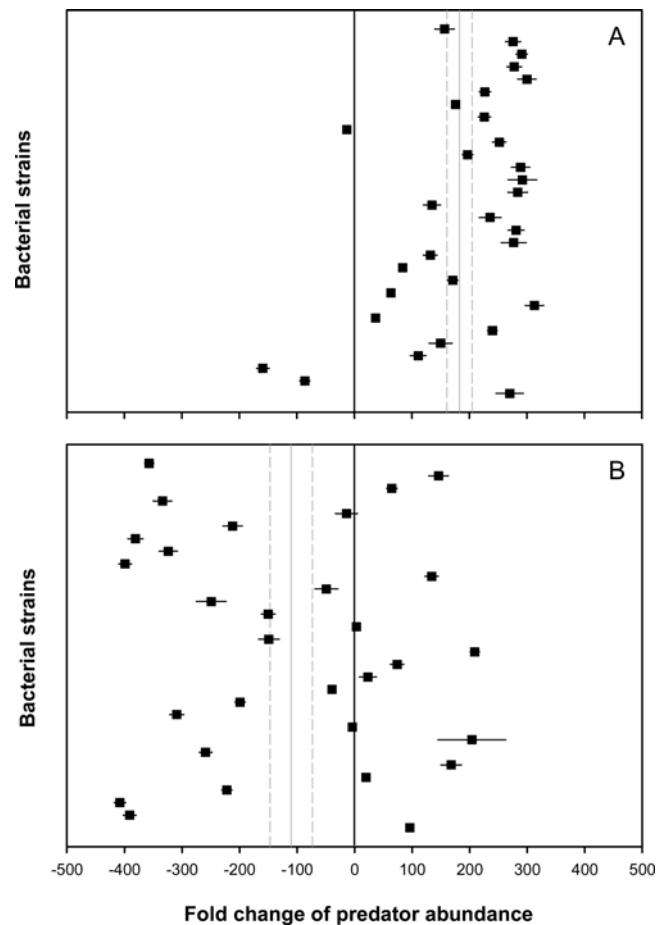 A
Bacterial strains
B
Bacterial strains
-500 -400 -300 -200 -100 0 100 200 300 400 500
Fold change of predator abundance